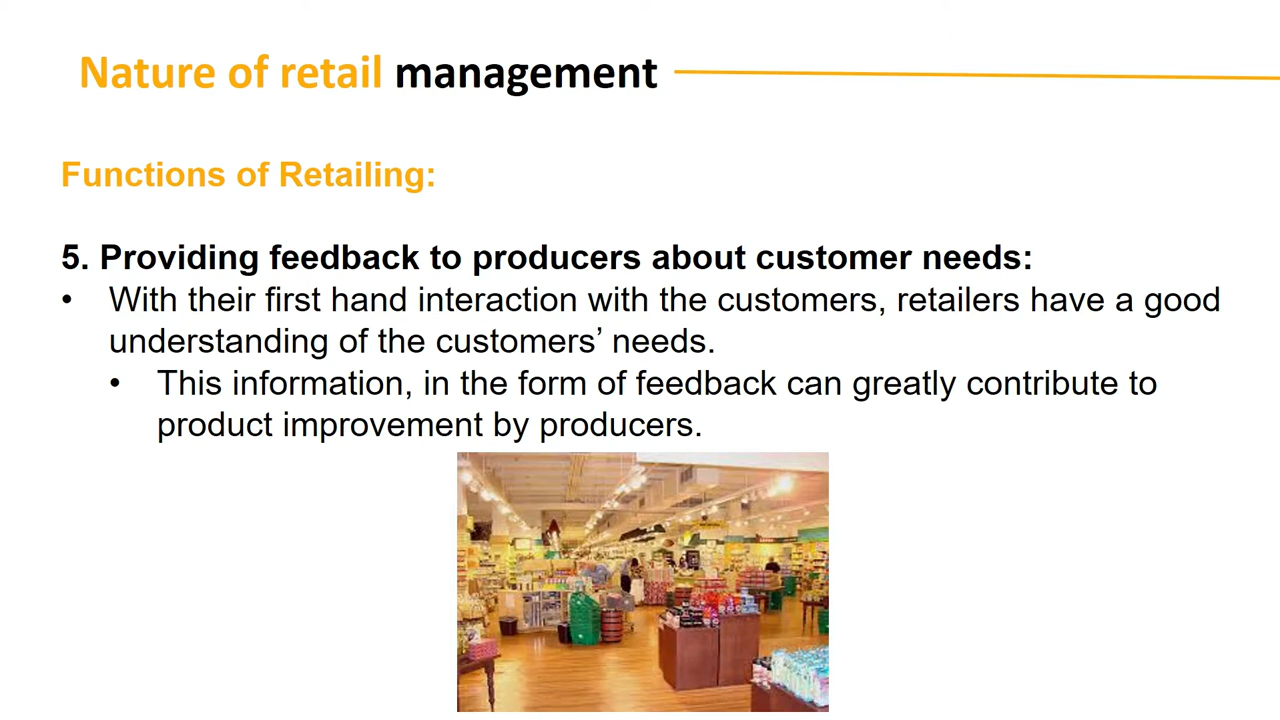 Nature of retail management
Functions of Retailing:
5. Providing feedback to producers about customer needs:
• With their first hand interaction with the customers, retailers have a good
understanding of the customers’ needs.
• This information, in the form of feedback can greatly contribute to
product improvement by producers.